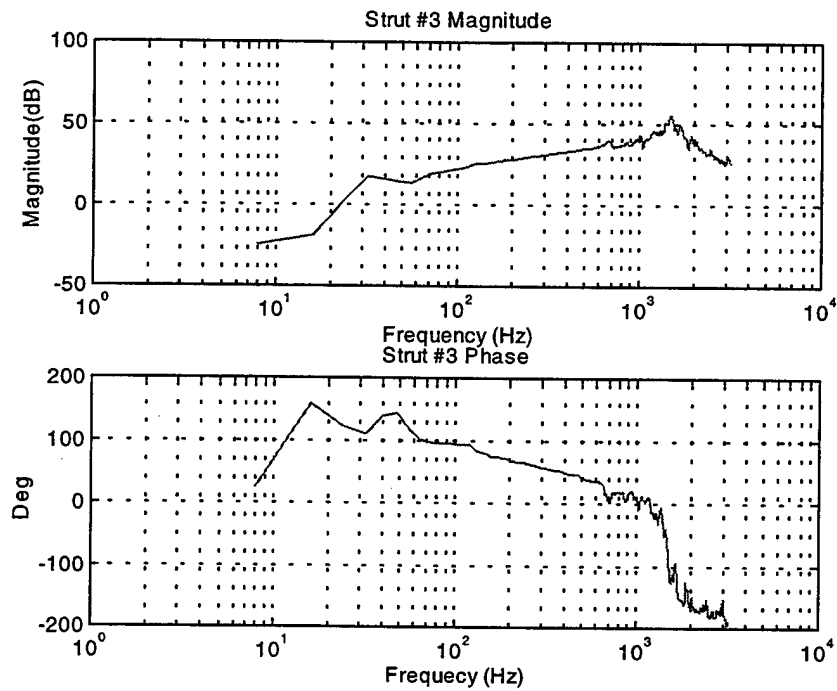 Strut #3 Magnitude
100
50
0
-50
Magnitude(dB)
10^0 10^1 10^2 10^3 10^4
Frequency (Hz)
Strut #3 Phase
200
100
0
-100
-200
Deg
10^0 10^1 10^2 10^3 10^4
Frequecy (Hz)